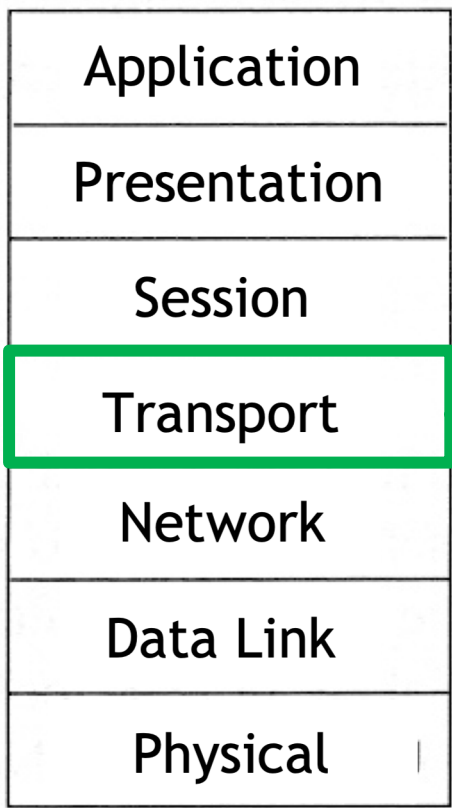 Application
Presentation
Session
Transport
Network
Data Link
Physical